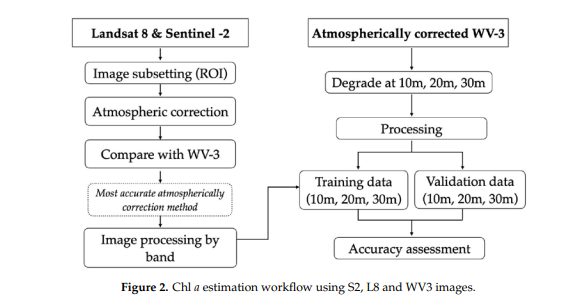 Landsat 8 & Sentinel -2
Image subsetting (ROI)
Atmospheric correction
Compare with WV-3
Most accurate atmospherically
correction method
Image processing by
band
Atmospherically corrected WV-3
Degrade at 10m, 20m, 30m
Processing
Training data
(10m, 20m, 30m)
Validation data
(10m, 20m, 30m)
Accuracy assessment
Figure 2. Chl a estimation workflow using S2, L8 and WV3 images.